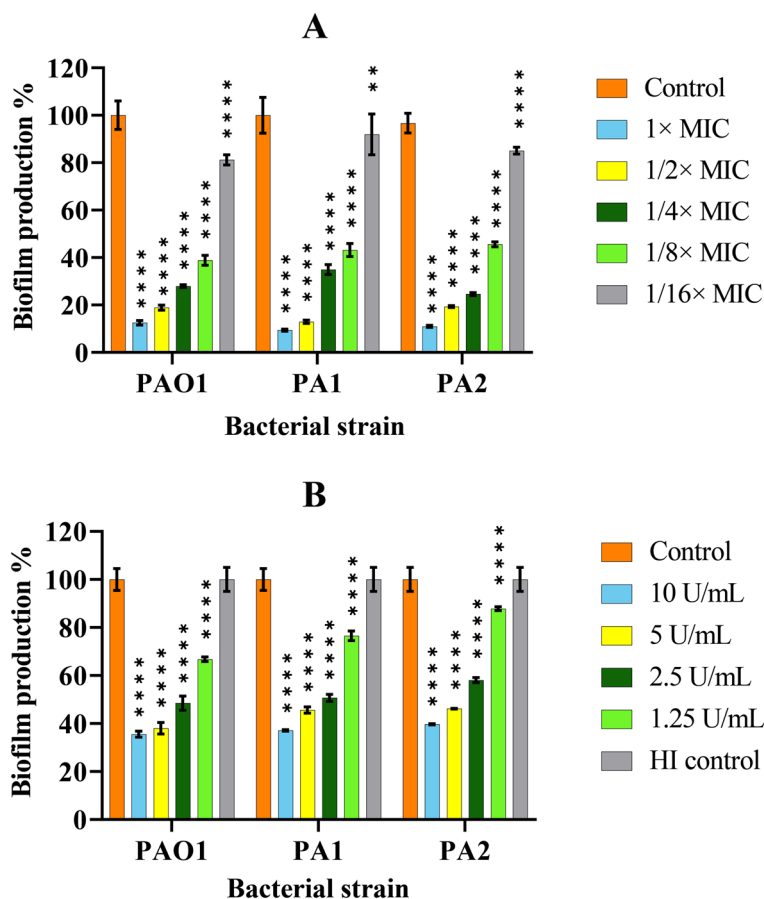 A
Biofilm production %
120
100
80
60
40
20
0
**** **** **** **** ****
**** **** **** **** **
**** **** **** **** ****
PAO1 PA1 PA2
Bacterial strain
Control
1× MIC
1/2× MIC
1/4× MIC
1/8× MIC
1/16× MIC
B
Biofilm production %
120
100
80
60
40
20
0
**** **** **** ****
**** **** **** ****
**** **** **** ****
PAO1 PA1 PA2
Bacterial strain
Control
10 U/mL
5 U/mL
2.5 U/mL
1.25 U/mL
HI control